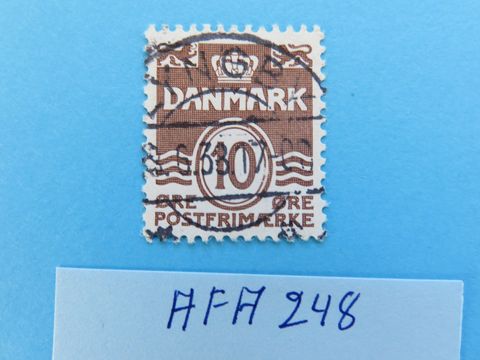 DANMARK
10
ØRE ØRE
POSTFRIMÆRKE
AFA 248